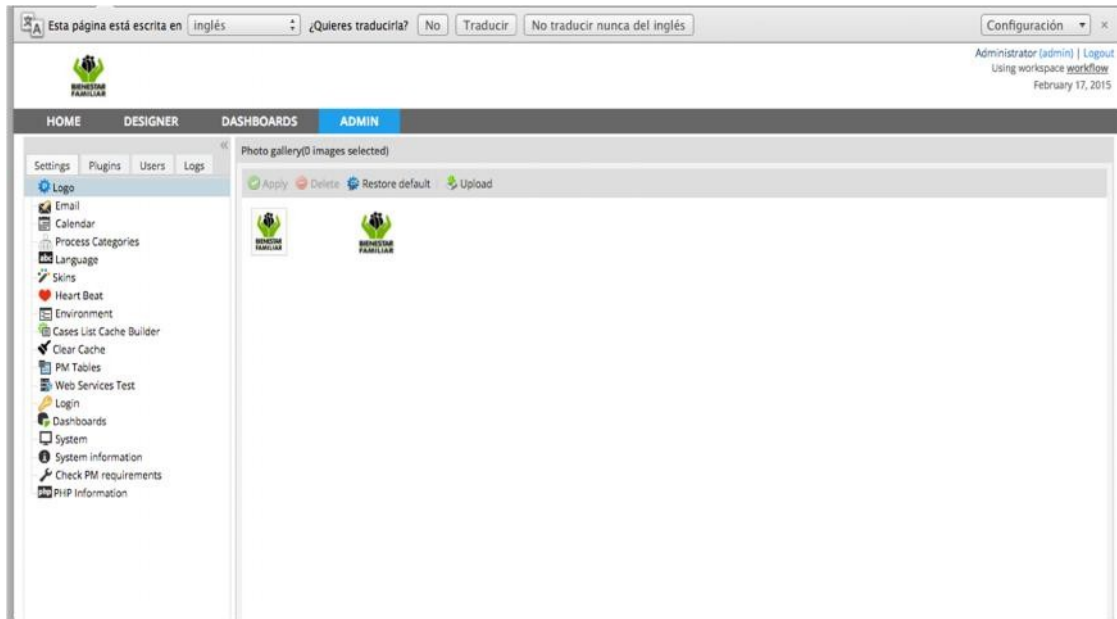 Esta página está escrita en inglés ¿Quieres traducirla? No Traducir No traducir nunca del inglés Configuración ×
Administrator (admin) | Logout
Using workspace workflow
February 17, 2015
BIENESTAR
FAMILIAR
HOME DESIGNER DASHBOARDS ADMIN
Photo gallery(0 images selected)
Settings Plugins Users Logs
Apply Delete Restore default Upload
Logo
Email
Calendar
Process Categories
abc Language
Skins
Heart Beat
Environment
Cases List Cache Builder
Clear Cache
PM Tables
Web Services Test
Login
Dashboards
System
System information
Check PM requirements
php PHP Information
BIENESTAR
FAMILIAR
BIENESTAR
FAMILIAR